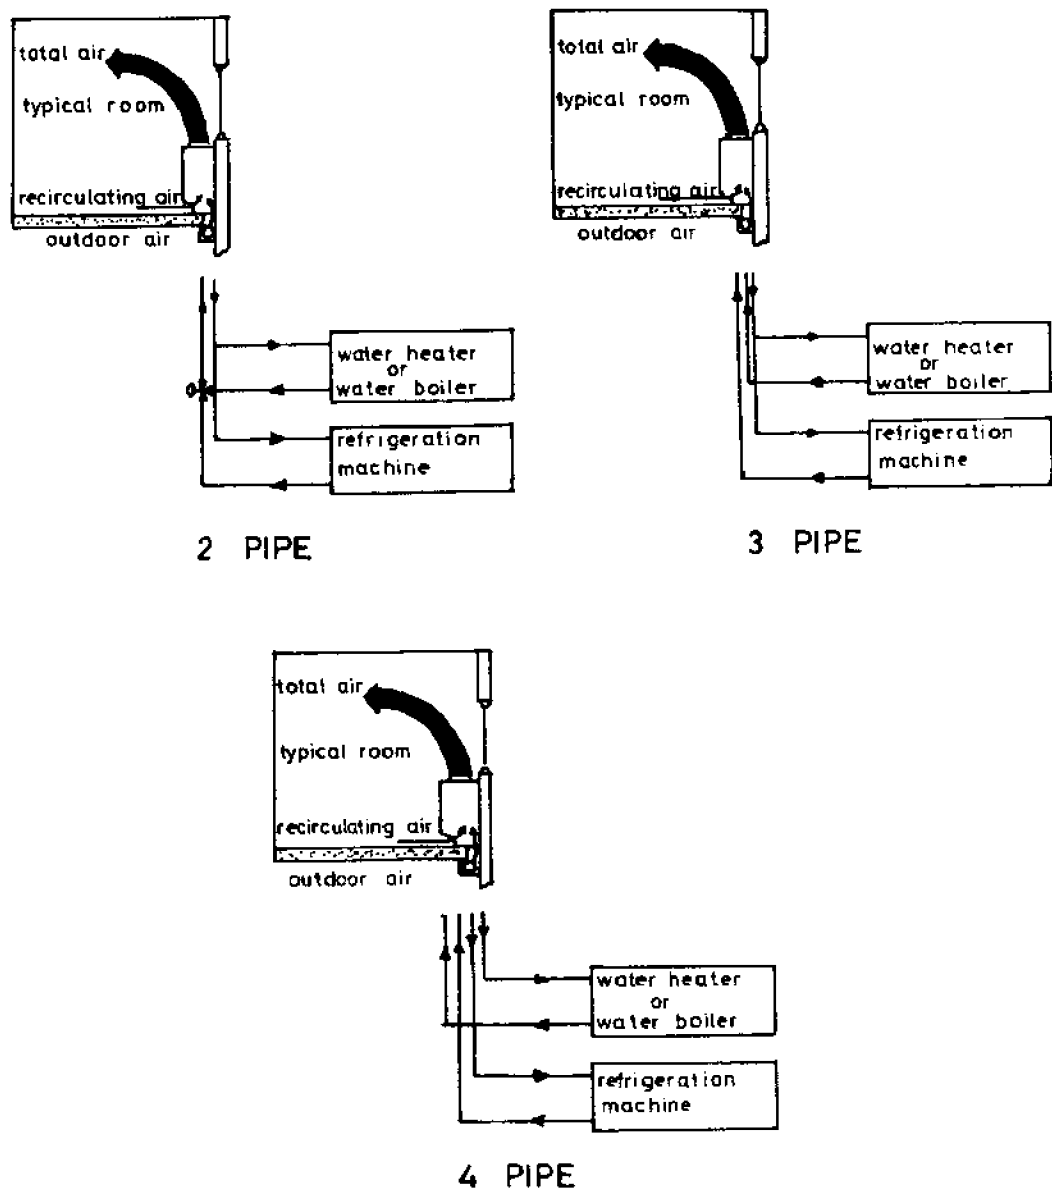 total air
typical room
recirculating air
outdoor air
water heater
or
water boiler
refrigeration
machine
2 PIPE
total air
typical room
recirculating air
outdoor air
water heater
or
water boiler
refrigeration
machine
3 PIPE
total air
typical room
recirculating air
outdoor air
water heater
or
water boiler
refrigeration
machine
4 PIPE